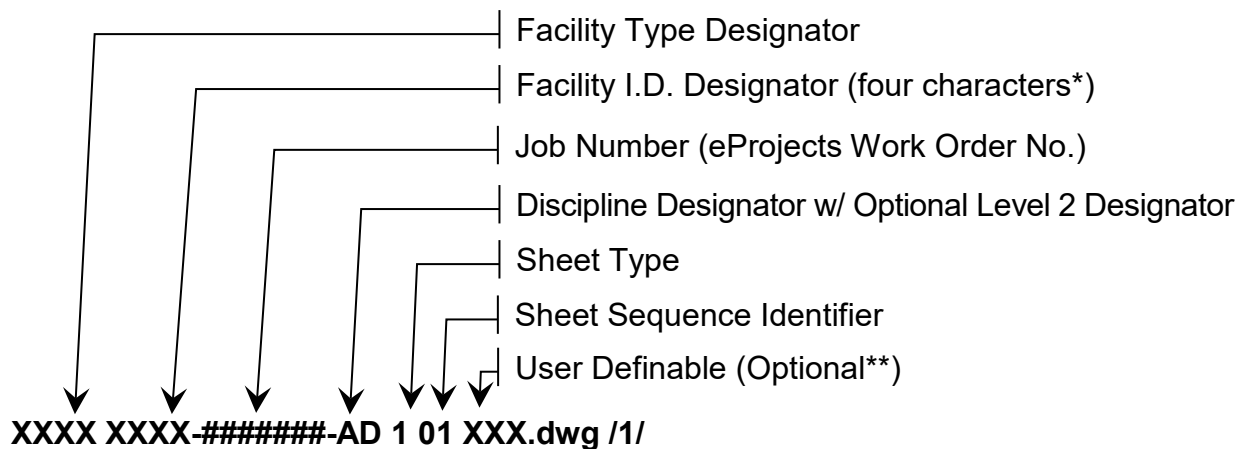 Facility Type Designator
Facility I.D. Designator (four characters*)
Job Number (eProjects Work Order No.)
Discipline Designator w/ Optional Level 2 Designator
Sheet Type
Sheet Sequence Identifier
User Definable (Optional**)
XXXX XXXX-#######-AD 1 01 XXX.dwg /1/